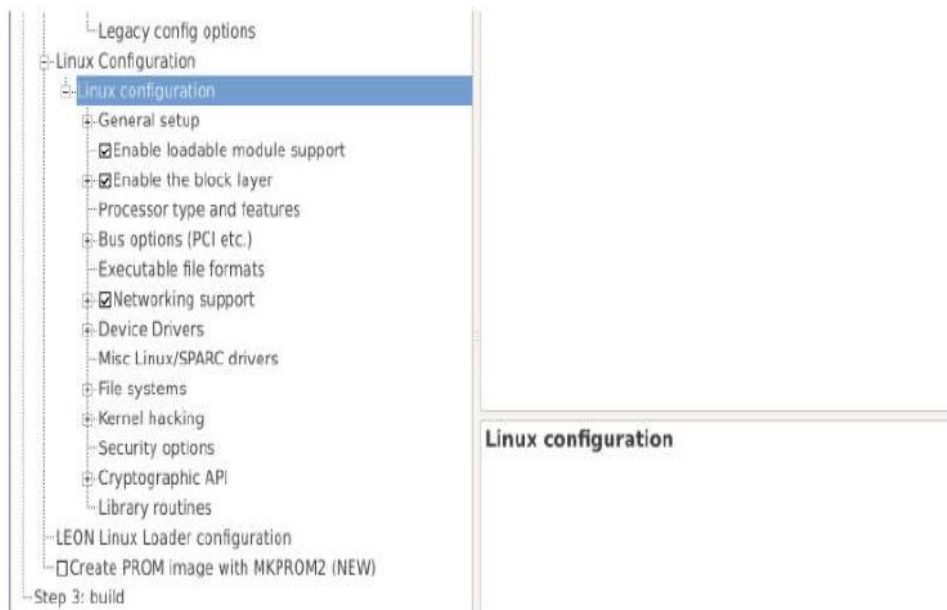 Legacy config options
Linux Configuration
Linux configuration
General setup
Enable loadable module support
Enable the block layer
Processor type and features
Bus options (PCI etc.)
Executable file formats
Networking support
Device Drivers
Misc Linux/SPARC drivers
File systems
Kernel hacking
Security options
Cryptographic API
Library routines
LEON Linux Loader configuration
Create PROM image with MKPROM2 (NEW)
Step 3: build
Linux configuration